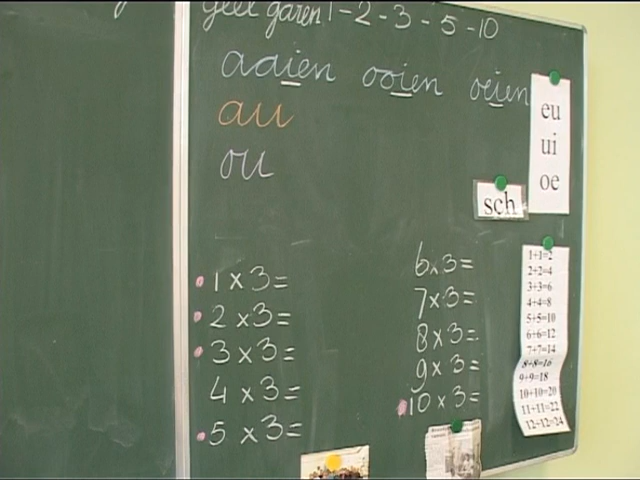 geel garen 1-2-3-5-10
aaien ooien oeien
au
ou
eu
ui
oe
sch
1x3=
2x3=
3x3=
4x3=
5x3=
6x3=
7x3=
8x3=
9x3=
10x3=
1+1=2
2+2=4
3+3=6
4+4=8
5+5=10
6+6=12
7+7=14
8+8=16
9+9=18
10+10=20
11+11=22
12+12=24